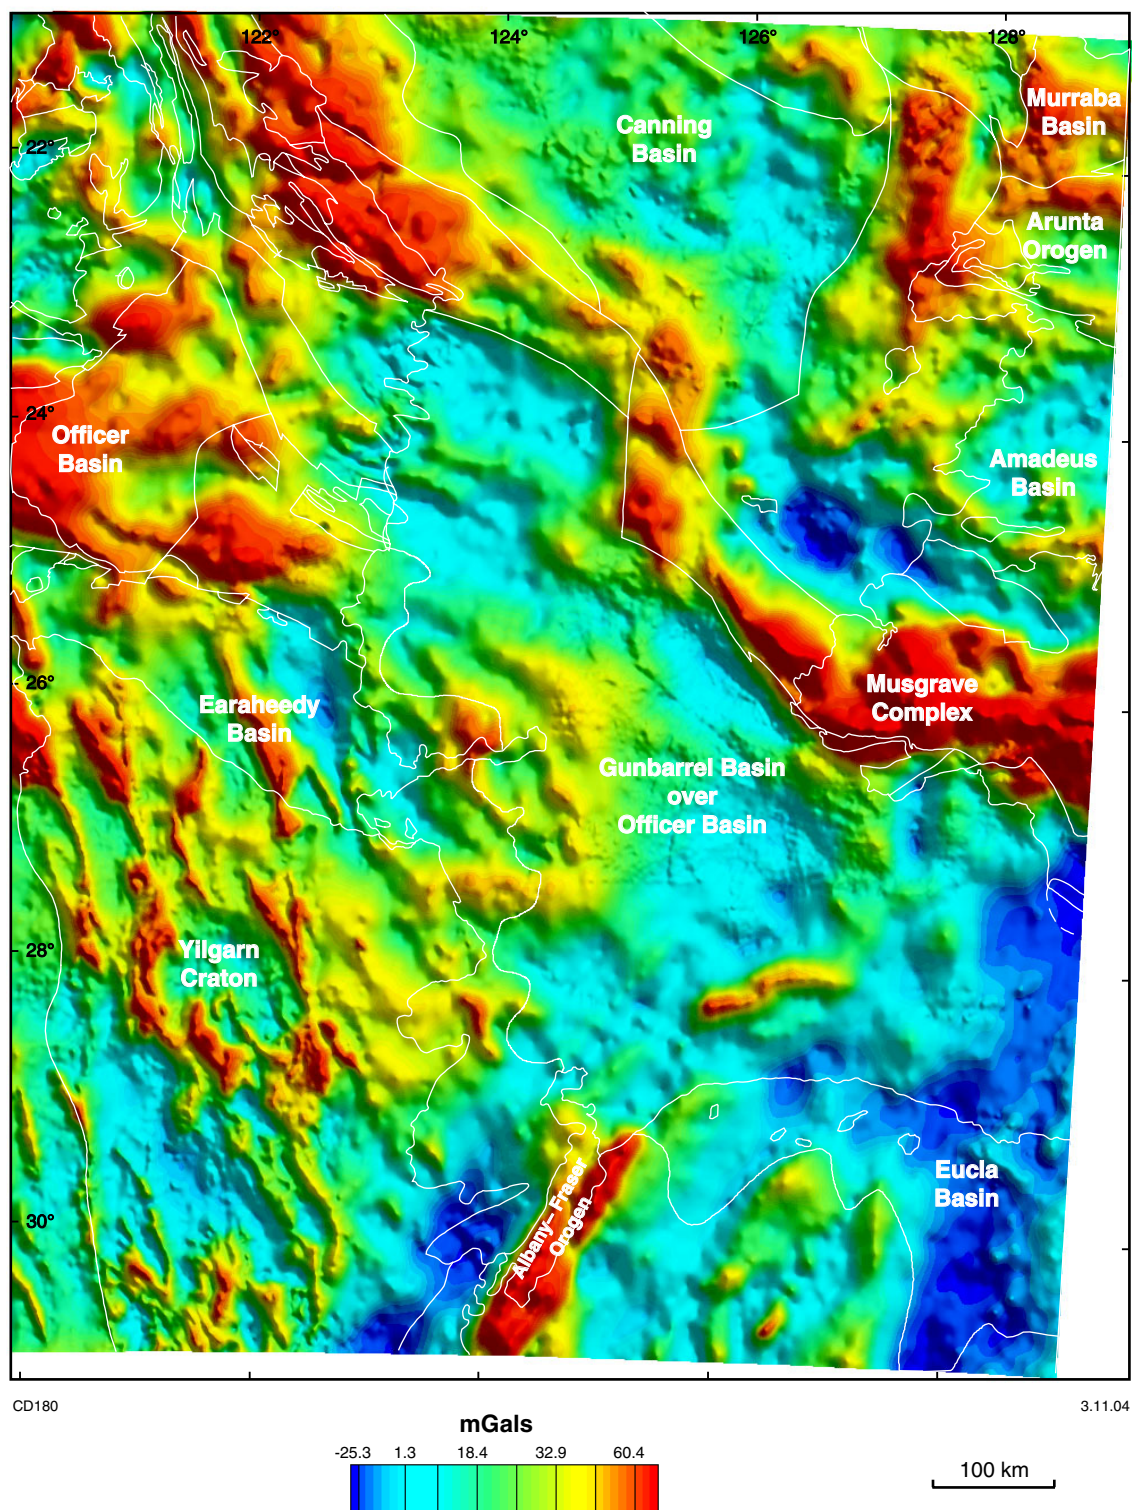 122°
124°
126°
128°
Murraba
Basin
Canning
Basin
22°
Arunta
Orogen
24°
Officer
Basin
Amadeus
Basin
26°
Earaheedy
Basin
Musgrave
Complex
Gunbarrel Basin
over
Officer Basin
28°
Yilgarn
Craton
Eucla
Basin
30°
Albany–Fraser
Orogen
CD180
3.11.04
mGals
-25.3 1.3 18.4 32.9 60.4
100 km